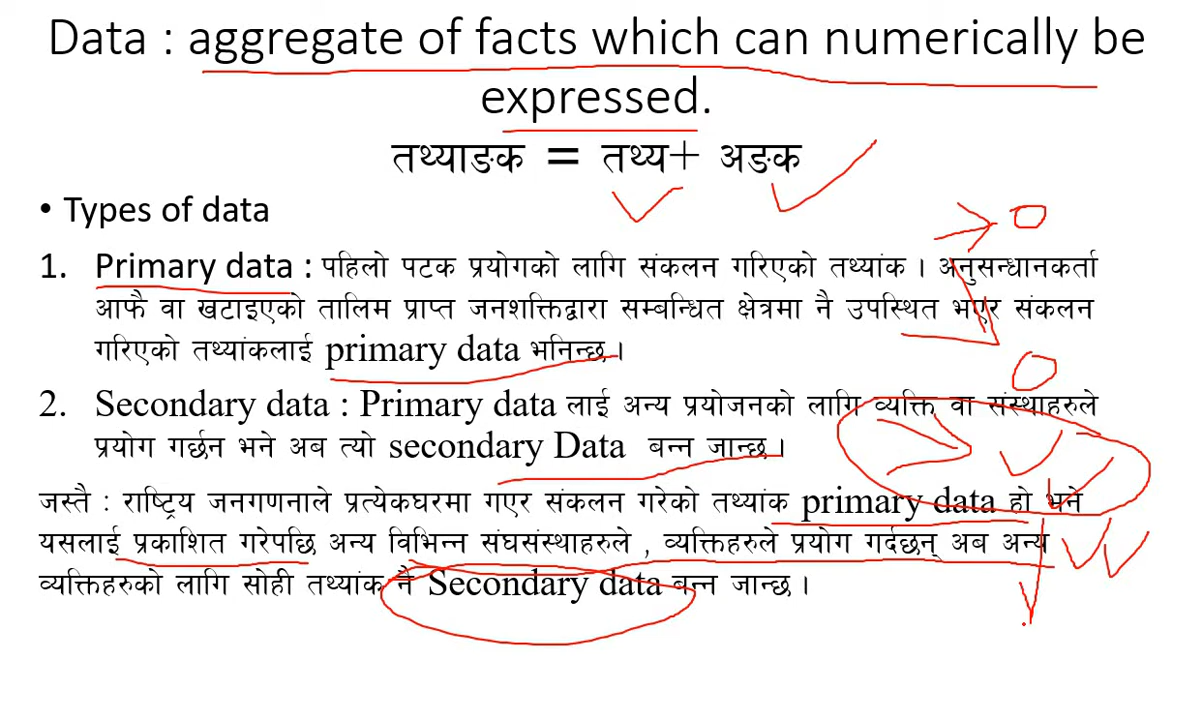 Data : aggregate of facts which can numerically be
expressed.
तथ्याङक = तथ्य+ अङक
• Types of data
1. Primary data : पहिलो पटक प्रयोगको लागि संकलन गरिएको तथ्यांक । अनुसन्धानकर्ता
आफै वा खटाइएको तालिम प्राप्त जनशक्तिद्वारा सम्बन्धित क्षेत्रमा नै उपस्थित भएर संकलन
गरिएको तथ्यांकलाई primary data भनिन्छ ।
2. Secondary data : Primary data लाई अन्य प्रयोजनको लागि व्यक्ति वा संस्थाहरुले
प्रयोग गर्छन भने अब त्यो secondary Data बन्न जान्छ ।
जस्तै : राष्ट्रिय जनगणनाले प्रत्येकघरमा गएर संकलन गरेको तथ्यांक primary data हो भने
यसलाई प्रकाशित गरेपछि अन्य विभिन्न संघसंस्थाहरुले , व्यक्तिहरुले प्रयोग गर्दछन् अब अन्य
व्यक्तिहरुको लागि सोही तथ्यांक नै Secondary data बन्न जान्छ ।